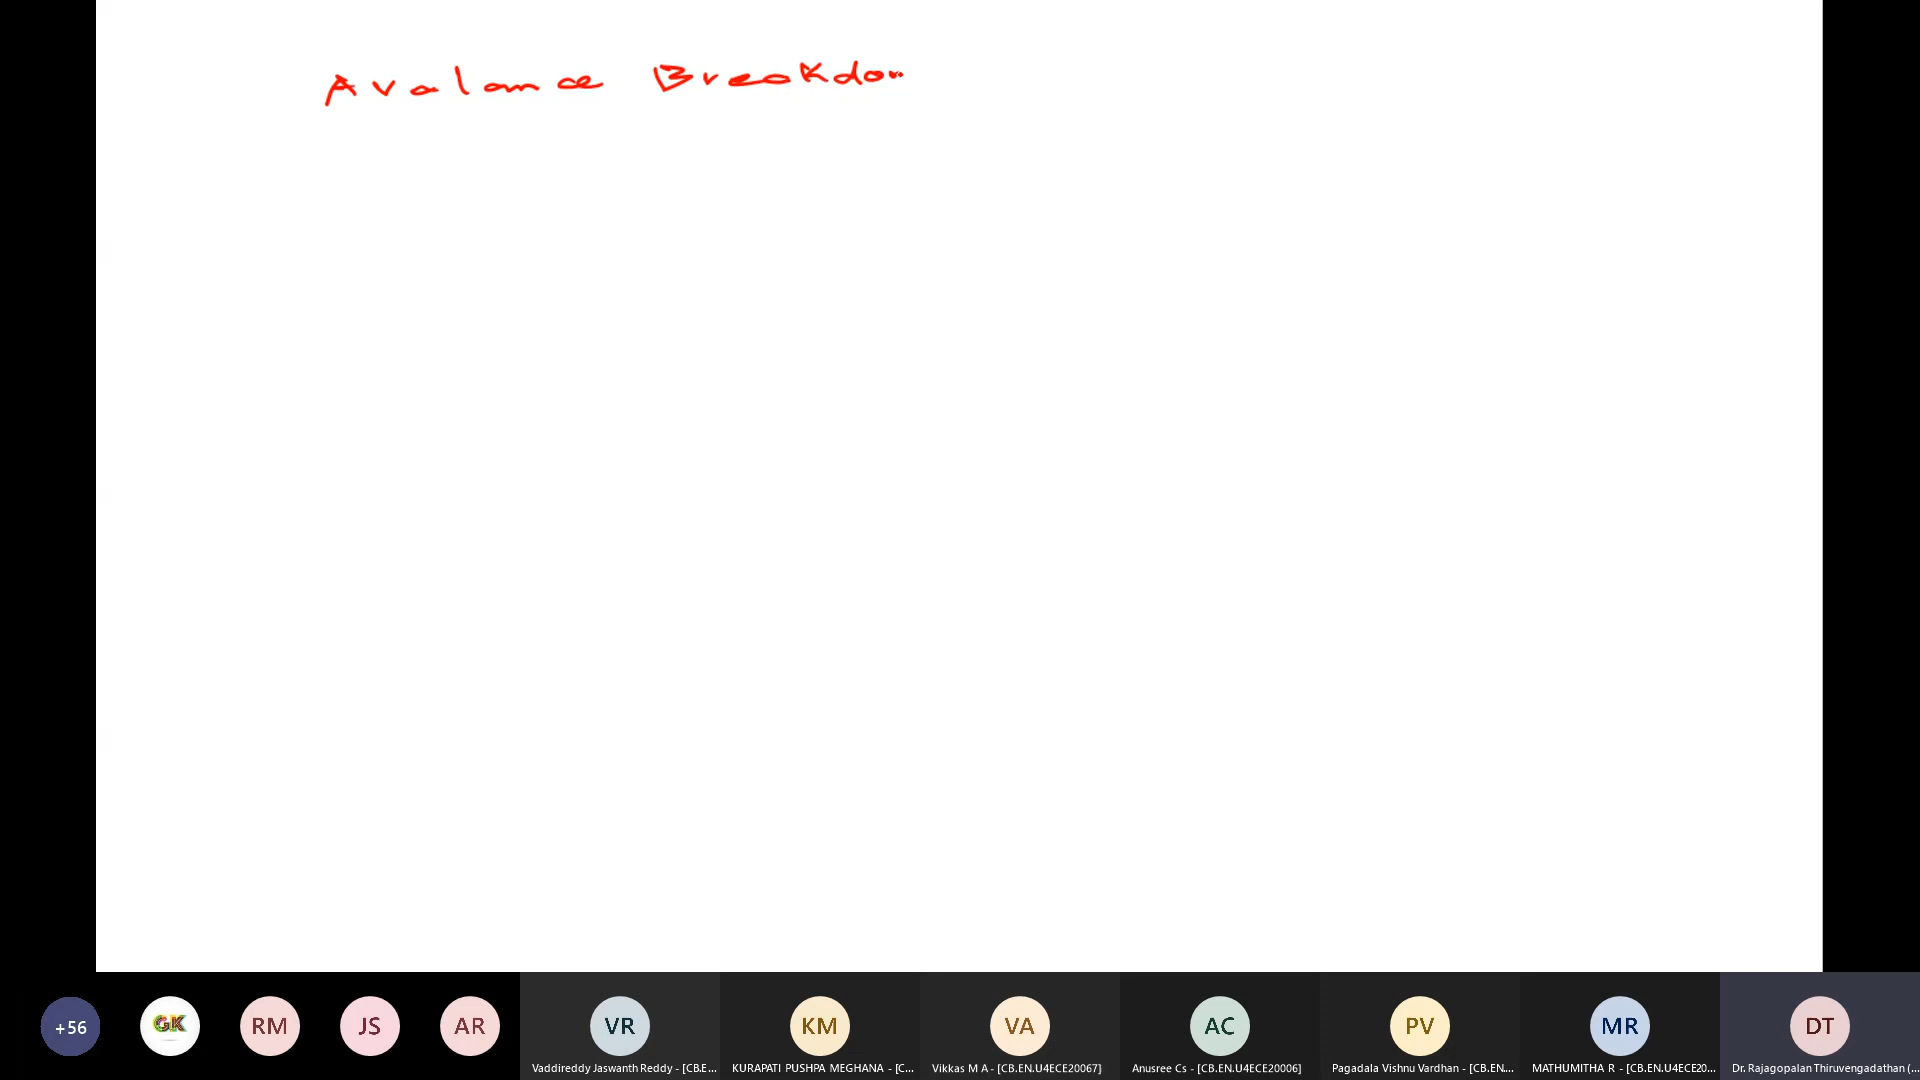 Avalance Breakdow
+56
GK
RM
JS
AR
VR
KM
VA
AC
PV
MR
DT
Vaddireddy Jaswanth Reddy - [CB.E...
KURAPATI PUSHPA MEGHANA - [C...
Vikkas M A - [CB.EN.U4ECE20067]
Anusree Cs - [CB.EN.U4ECE20006]
Pagadala Vishnu Vardhan - [CB.EN....
MATHUMITHA R - [CB.EN.U4ECE20...
Dr. Rajagopalan Thiruvengadathan (...